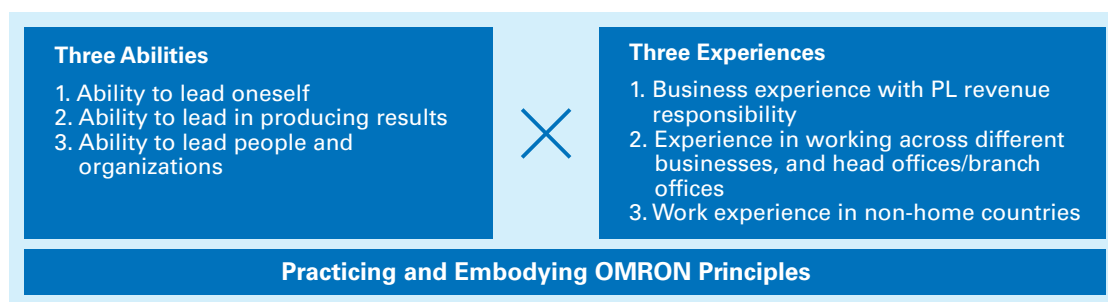 Three Abilities
1. Ability to lead oneself
2. Ability to lead in producing results
3. Ability to lead people and
organizations
Three Experiences
1. Business experience with PL revenue
responsibility
2. Experience in working across different
businesses, and head offices/branch
offices
3. Work experience in non-home countries
Practicing and Embodying OMRON Principles